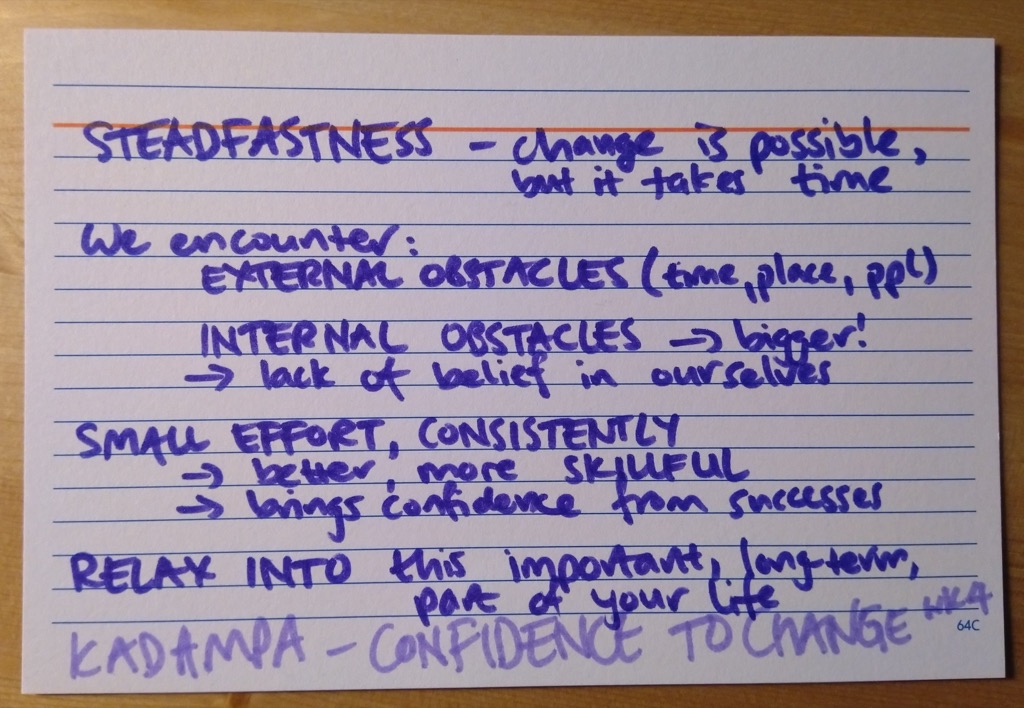 STEADFASTNESS - change is possible,
but it takes time
We encounter:
EXTERNAL OBSTACLES (time, place, ppl)
INTERNAL OBSTACLES → bigger!
→ lack of belief in ourselves
SMALL EFFORT, CONSISTENTLY
→ better, more SKILLFUL
→ brings confidence from successes
RELAX INTO this important, long-term,
part of your life
KADAMPA - CONFIDENCE TO CHANGE WK4
64C